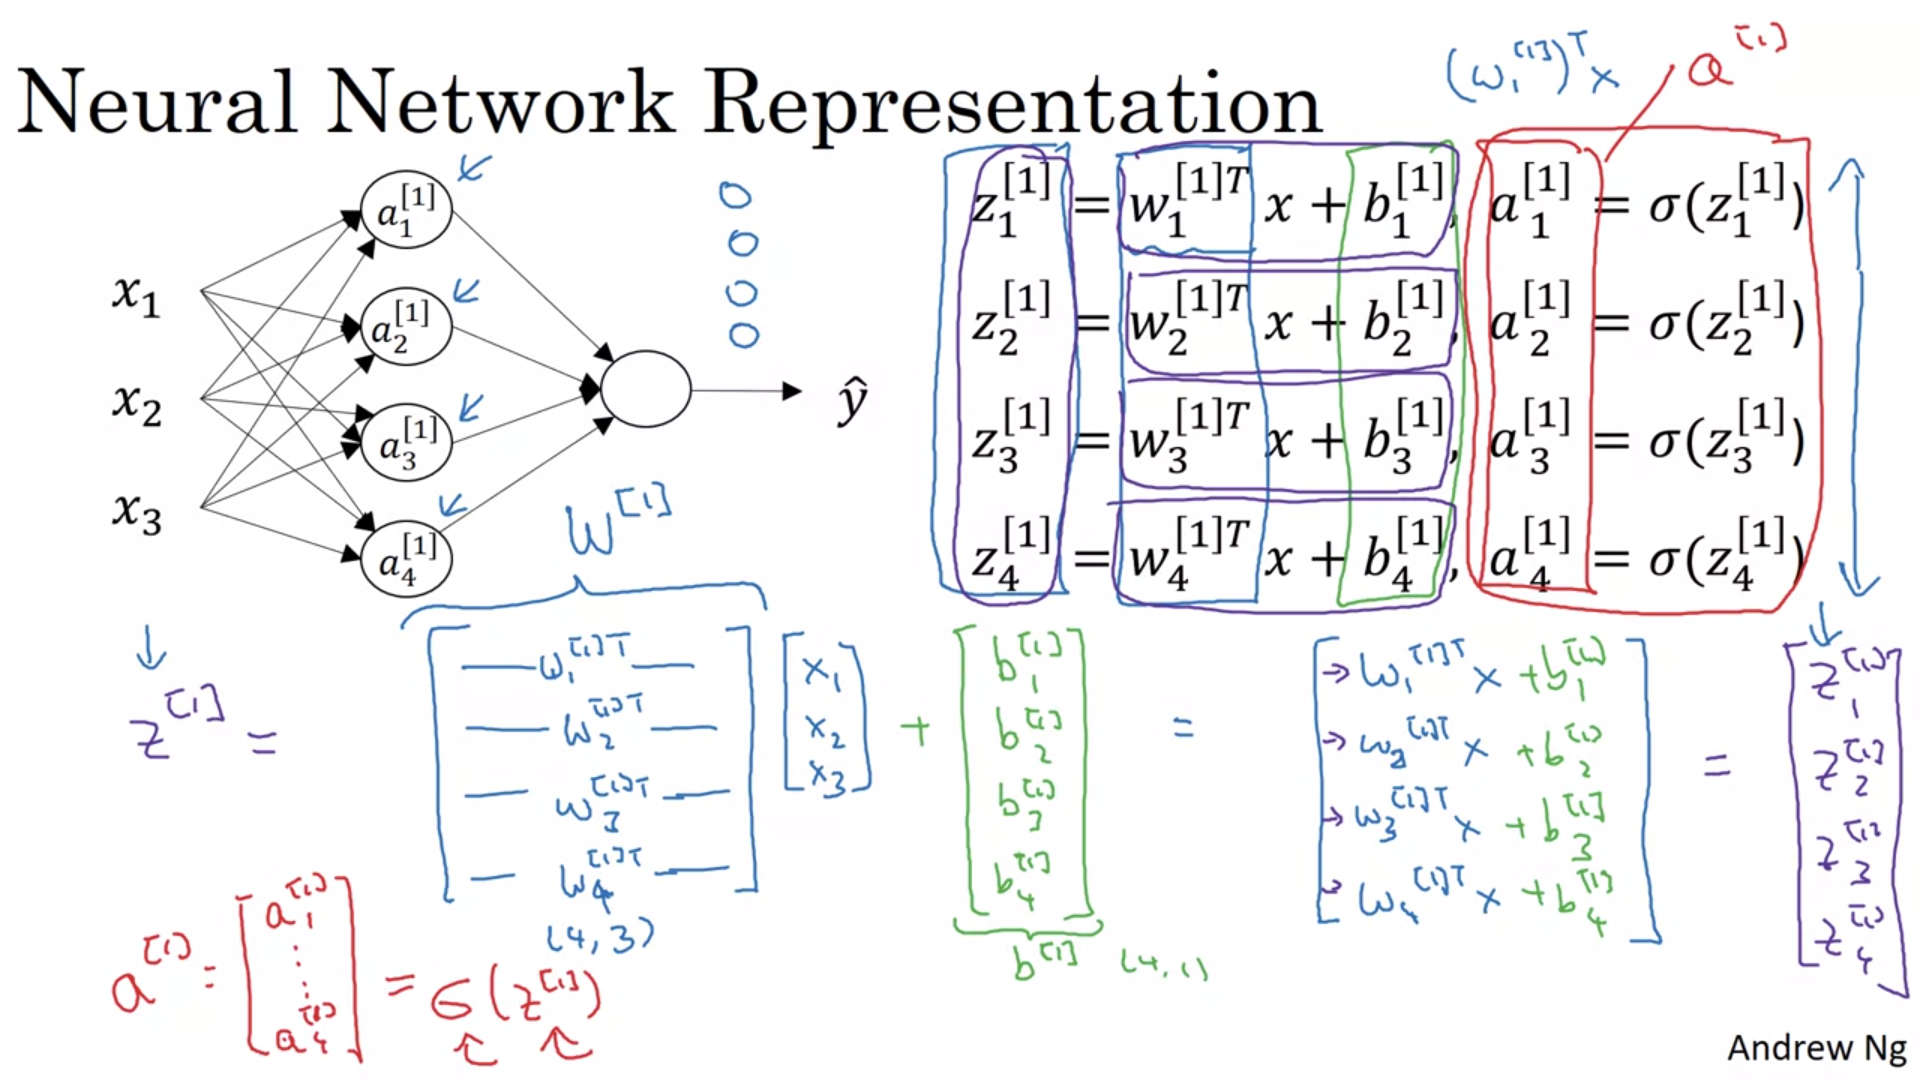 Neural Network Representation
(w₁^[1])^T x
a^[1]
x₁
x₂
x₃
a₁^[1]
a₂^[1]
a₃^[1]
a₄^[1]
ŷ
z₁^[1] = w₁^[1]T x + b₁^[1], a₁^[1] = σ(z₁^[1])
z₂^[1] = w₂^[1]T x + b₂^[1], a₂^[1] = σ(z₂^[1])
z₃^[1] = w₃^[1]T x + b₃^[1], a₃^[1] = σ(z₃^[1])
z₄^[1] = w₄^[1]T x + b₄^[1], a₄^[1] = σ(z₄^[1])
W^[1]
z^[1] =
w₁^[1]T
w₂^[1]T
w₃^[1]T
w₄^[1]T
(4,3)
x₁
x₂
x₃
+
b₁^[1]
b₂^[1]
b₃^[1]
b₄^[1]
b^[1] (4,1)
=
→ w₁^[1]T x + b₁^[1]
→ w₂^[1]T x + b₂^[1]
→ w₃^[1]T x + b₃^[1]
→ w₄^[1]T x + b₄^[1]
=
z₁^[1]
z₂^[1]
z₃^[1]
z₄^[1]
a^[1] =
a₁^[1]
⋮
a₄^[1]
= σ(z^[1])
Andrew Ng